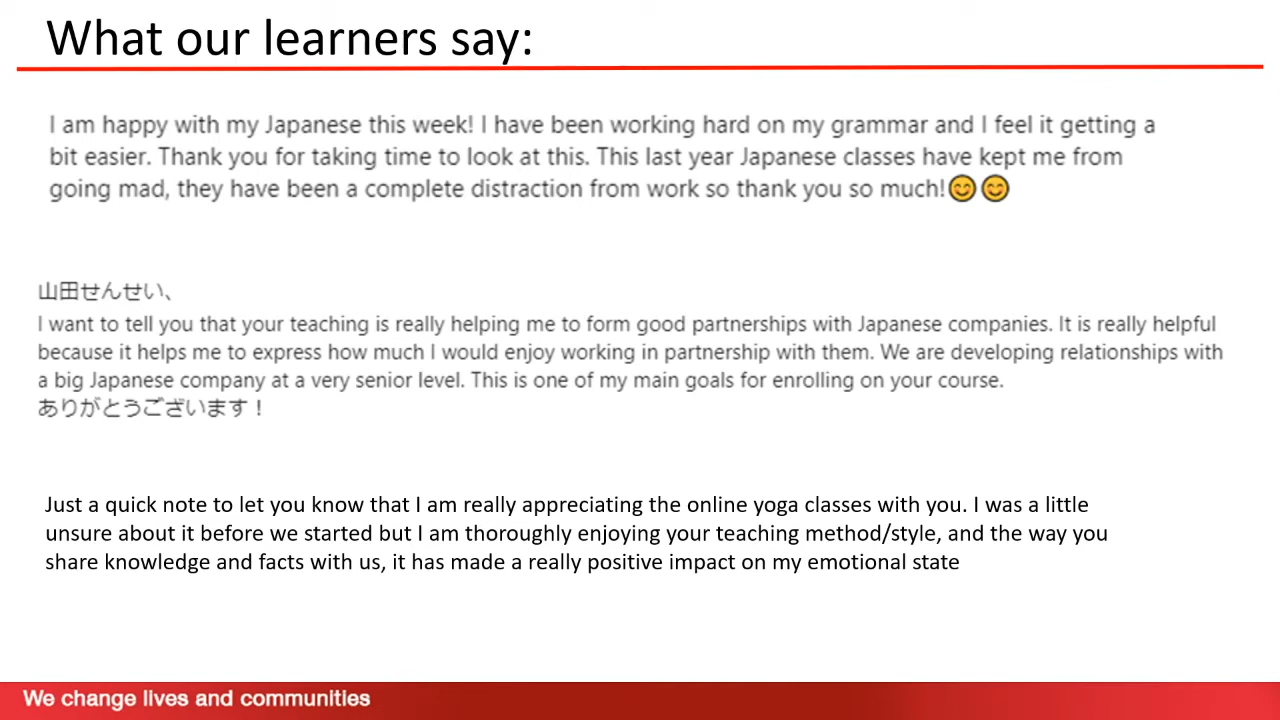 What our learners say:
I am happy with my Japanese this week! I have been working hard on my grammar and I feel it getting a
bit easier. Thank you for taking time to look at this. This last year Japanese classes have kept me from
going mad, they have been a complete distraction from work so thank you so much!😊😊
山田せんせい、
I want to tell you that your teaching is really helping me to form good partnerships with Japanese companies. It is really helpful
because it helps me to express how much I would enjoy working in partnership with them. We are developing relationships with
a big Japanese company at a very senior level. This is one of my main goals for enrolling on your course.
ありがとうございます！
Just a quick note to let you know that I am really appreciating the online yoga classes with you. I was a little
unsure about it before we started but I am thoroughly enjoying your teaching method/style, and the way you
share knowledge and facts with us, it has made a really positive impact on my emotional state
We change lives and communities